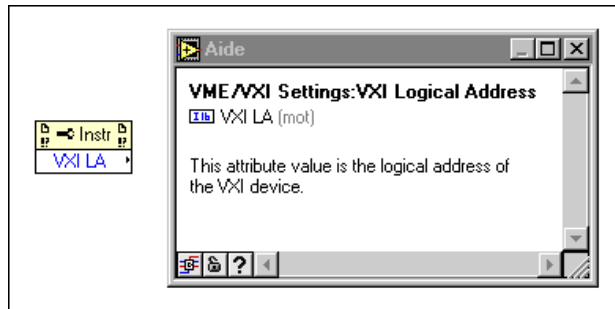 Aide
VME/VXI Settings:VXI Logical Address
I16 VXI LA (mot)
Instr
VXI LA
This attribute value is the logical address of
the VXI device.
?